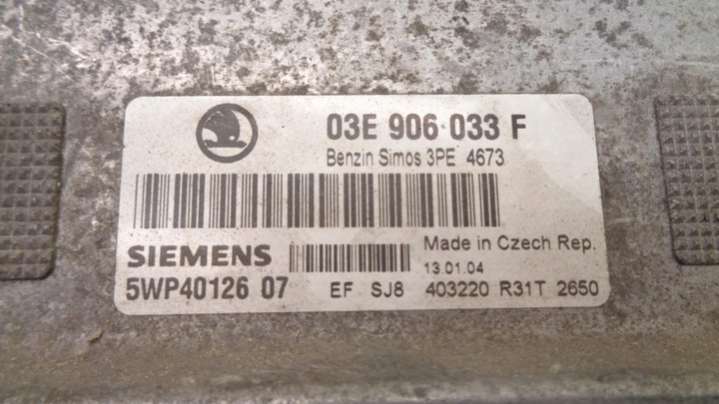 03E 906 033 F
Benzin Simos 3PE 4673
SIEMENS
Made in Czech Rep.
13.01.04
5WP40126 07
EF SJ8 403220 R31T 2650